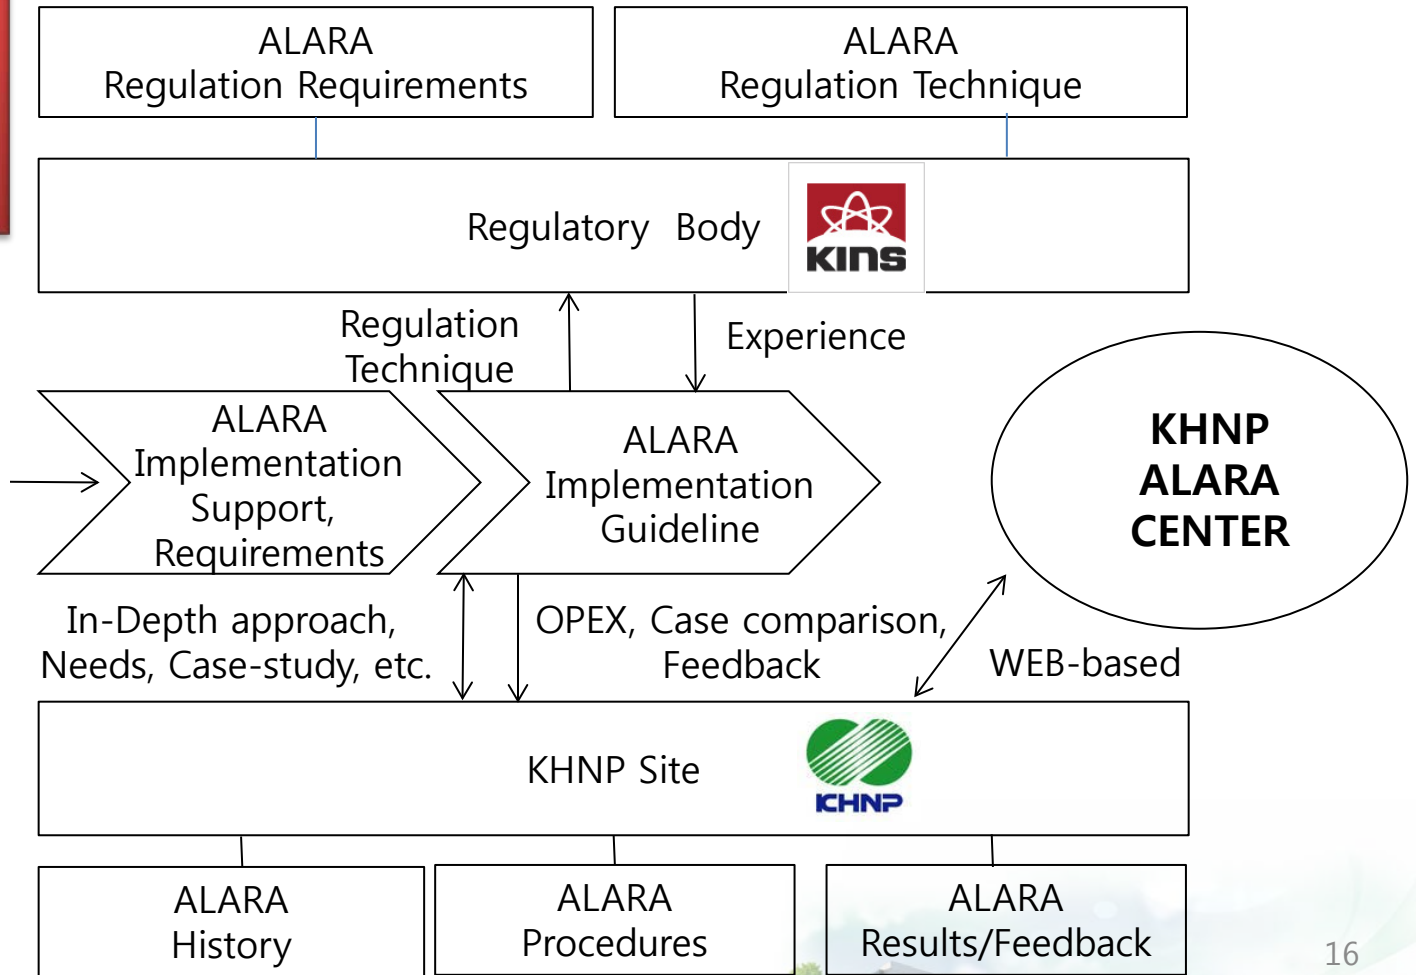 ALARA
Regulation Requirements
ALARA
Regulation Technique
Regulatory Body
KINS
Regulation
Technique
Experience
ALARA
Implementation
Support,
Requirements
ALARA
Implementation
Guideline
KHNP
ALARA
CENTER
In-Depth approach,
Needs, Case-study, etc.
OPEX, Case comparison,
Feedback
WEB-based
KHNP Site
KHNP
ALARA
History
ALARA
Procedures
ALARA
Results/Feedback
16